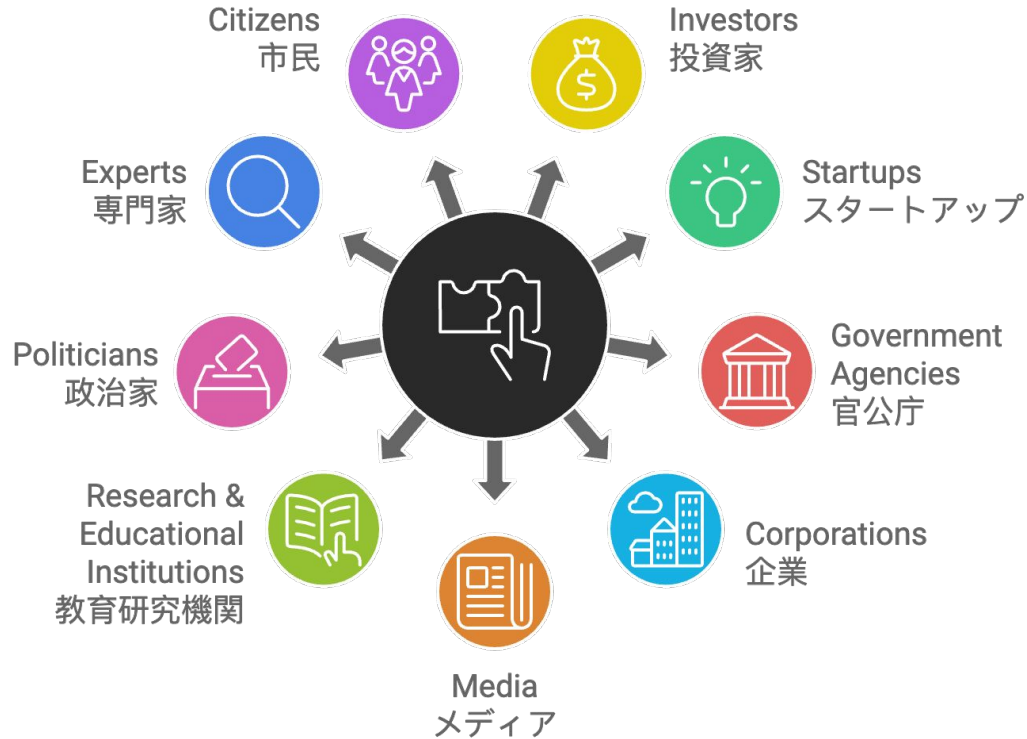 Citizens
市民
Investors
投資家
Experts
専門家
Startups
スタートアップ
Politicians
政治家
Government
Agencies
官公庁
Research &
Educational
Institutions
教育研究機関
Corporations
企業
Media
メディア